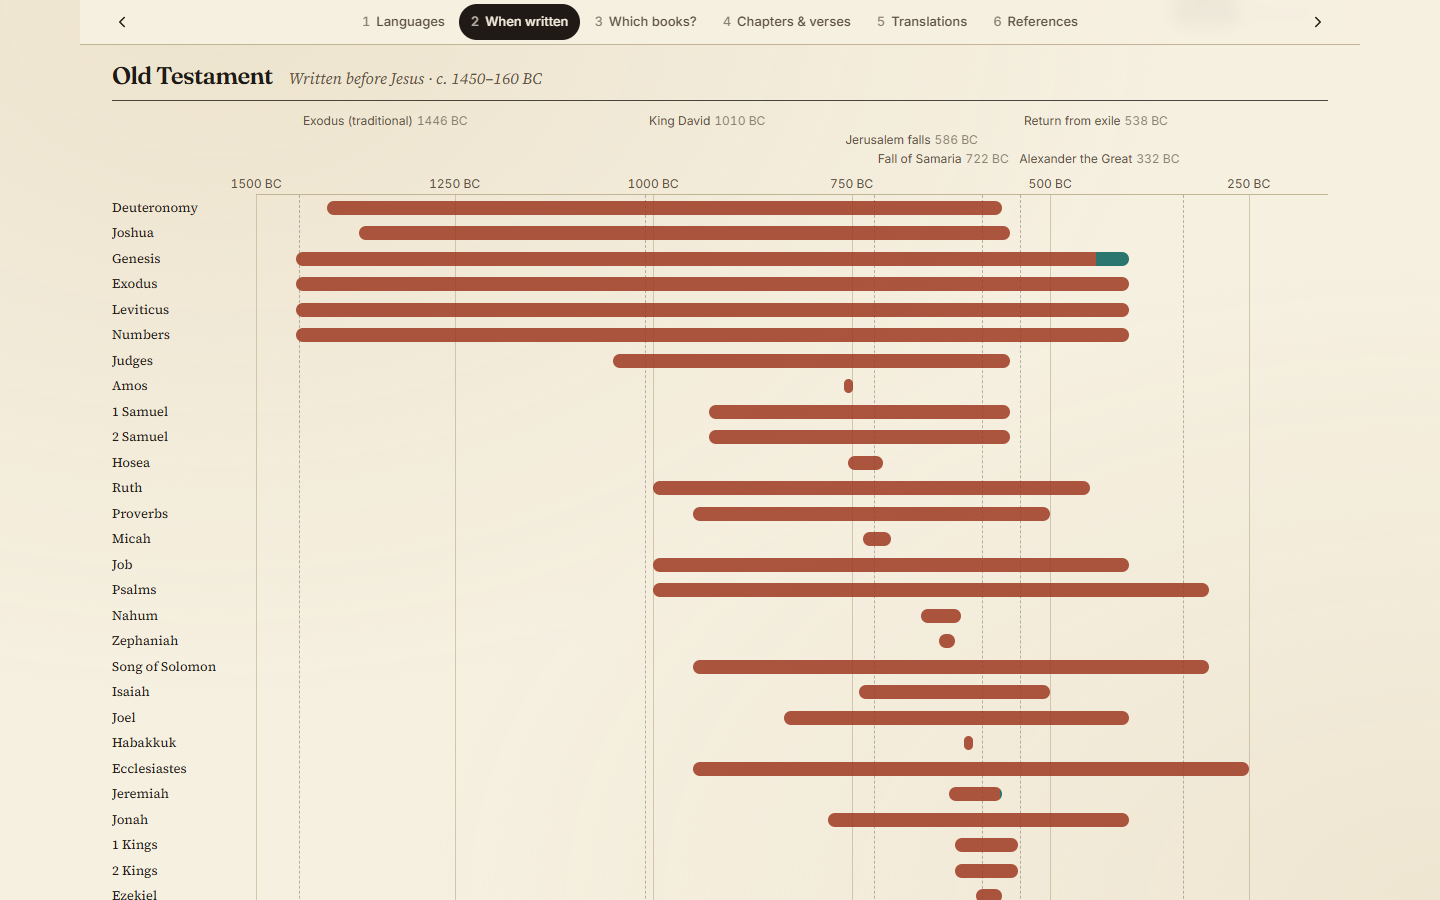 1 Languages 2 When written 3 Which books? 4 Chapters & verses 5 Translations 6 References
Old Testament Written before Jesus · c. 1450–160 BC
Exodus (traditional) 1446 BC King David 1010 BC Return from exile 538 BC
Jerusalem falls 586 BC
Fall of Samaria 722 BC Alexander the Great 332 BC
1500 BC 1250 BC 1000 BC 750 BC 500 BC 250 BC
Deuteronomy
Joshua
Genesis
Exodus
Leviticus
Numbers
Judges
Amos
1 Samuel
2 Samuel
Hosea
Ruth
Proverbs
Micah
Job
Psalms
Nahum
Zephaniah
Song of Solomon
Isaiah
Joel
Habakkuk
Ecclesiastes
Jeremiah
Jonah
1 Kings
2 Kings
Ezekiel